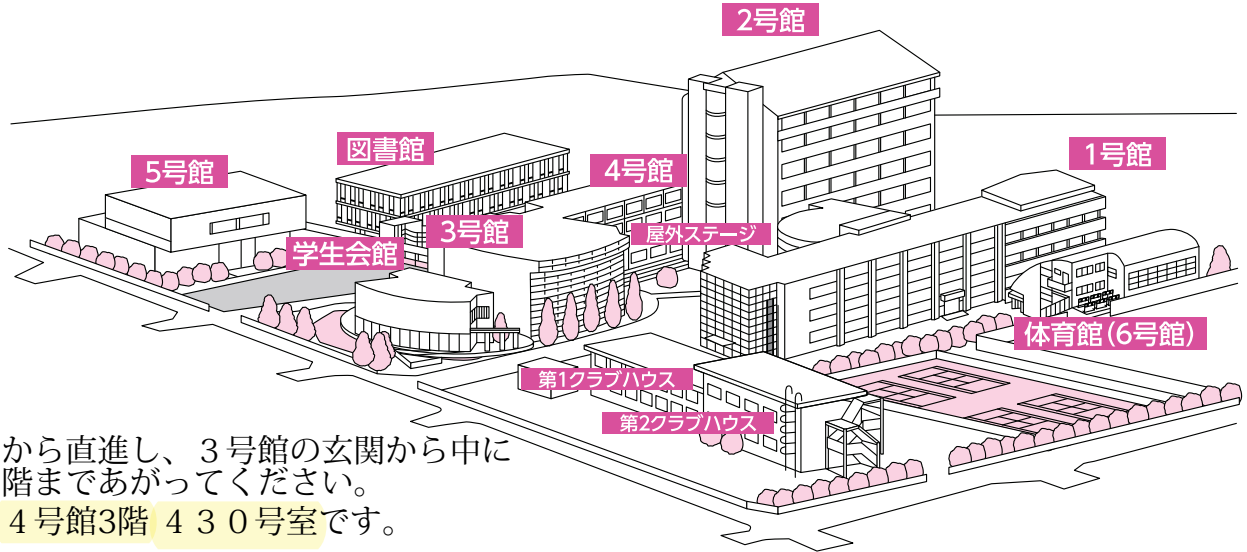 2号館
1号館
図書館
4号館
5号館
3号館
屋外ステージ
学生会館
体育館(6号館)
第1クラブハウス
第2クラブハウス
から直進し、３号館の玄関から中に
階まであがってください。
４号館3階 ４３０号室です。